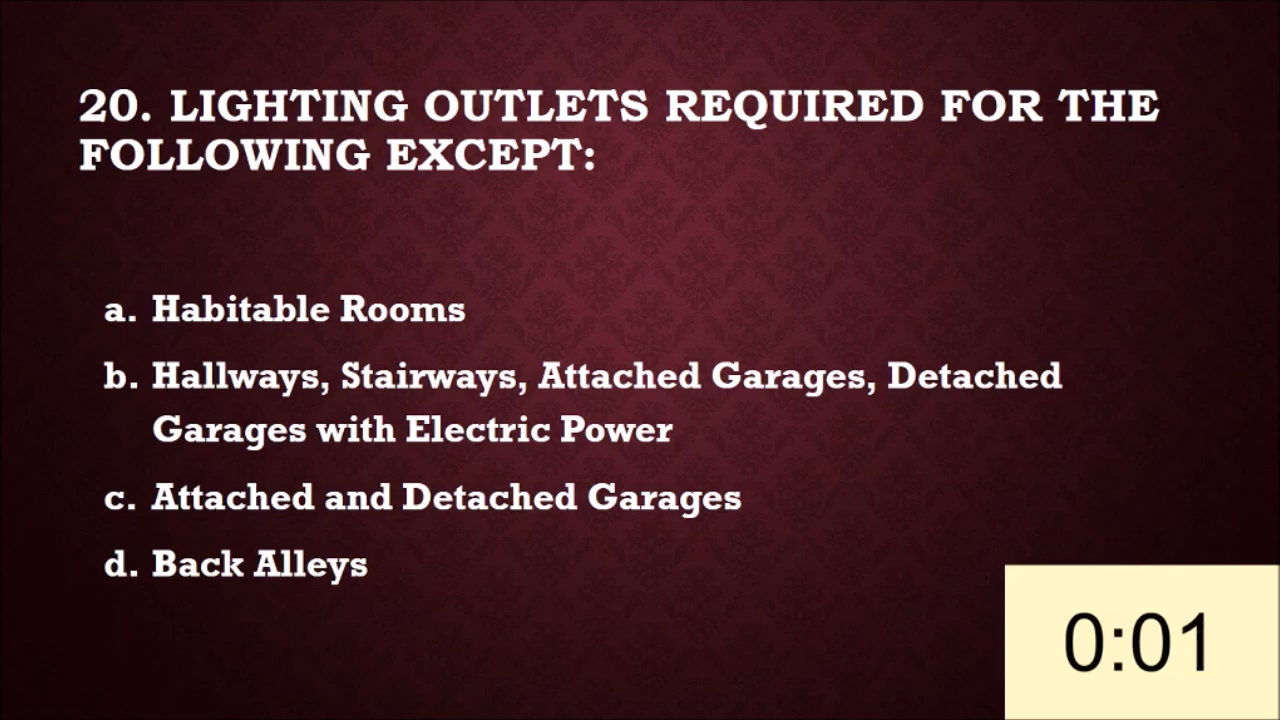 20. LIGHTING OUTLETS REQUIRED FOR THE
FOLLOWING EXCEPT:
a. Habitable Rooms
b. Hallways, Stairways, Attached Garages, Detached
Garages with Electric Power
c. Attached and Detached Garages
d. Back Alleys
0:01